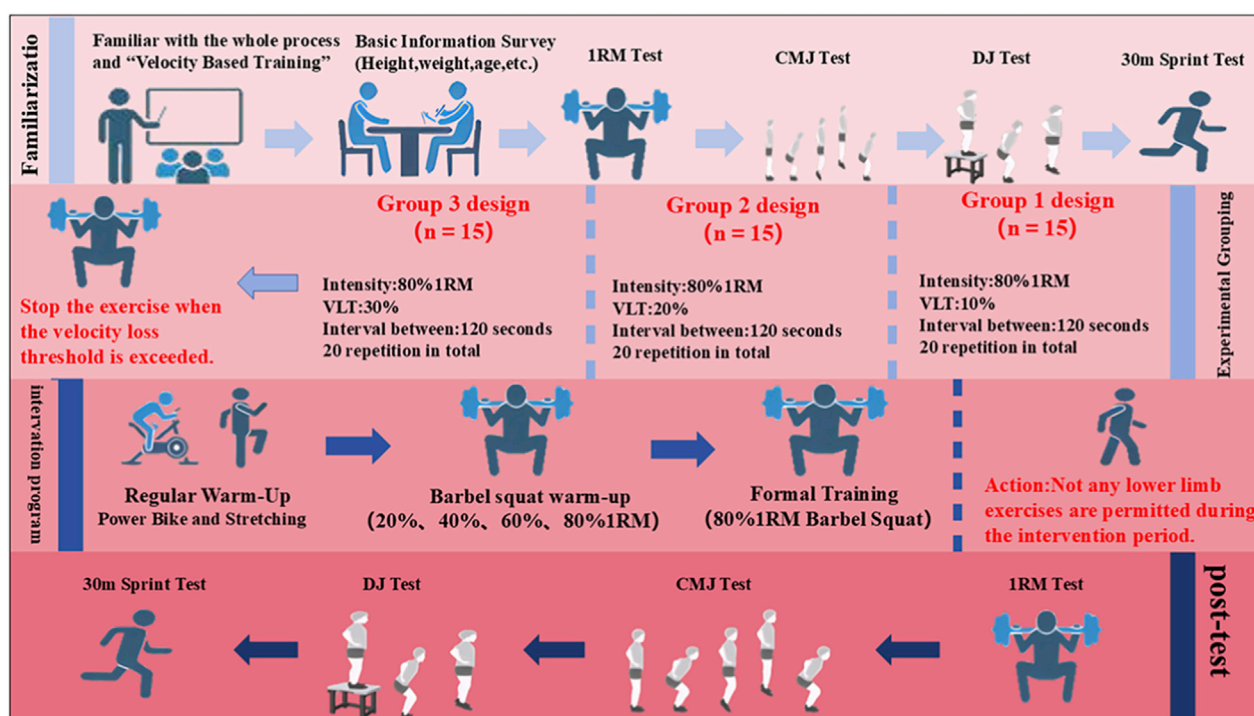 Familiarizatio
Familiar with the whole process
and “Velocity Based Training”
Basic Information Survey
(Height,weight,age,etc.)
1RM Test
CMJ Test
DJ Test
30m Sprint Test
Stop the exercise when
the velocity loss
threshold is exceeded.
Group 3 design
(n = 15)
Intensity:80%1RM
VLT:30%
Interval between:120 seconds
20 repetition in total
Group 2 design
(n = 15)
Intensity:80%1RM
VLT:20%
Interval between:120 seconds
20 repetition in total
Group 1 design
(n = 15)
Intensity:80%1RM
VLT:10%
Interval between:120 seconds
20 repetition in total
Experimental Grouping
intervation program
Regular Warm-Up
Power Bike and Stretching
Barbel squat warm-up
(20%、40%、60%、80%1RM)
Formal Training
(80%1RM Barbel Squat)
Action:Not any lower limb
exercises are permitted during
the intervention period.
30m Sprint Test
DJ Test
CMJ Test
1RM Test
post-test